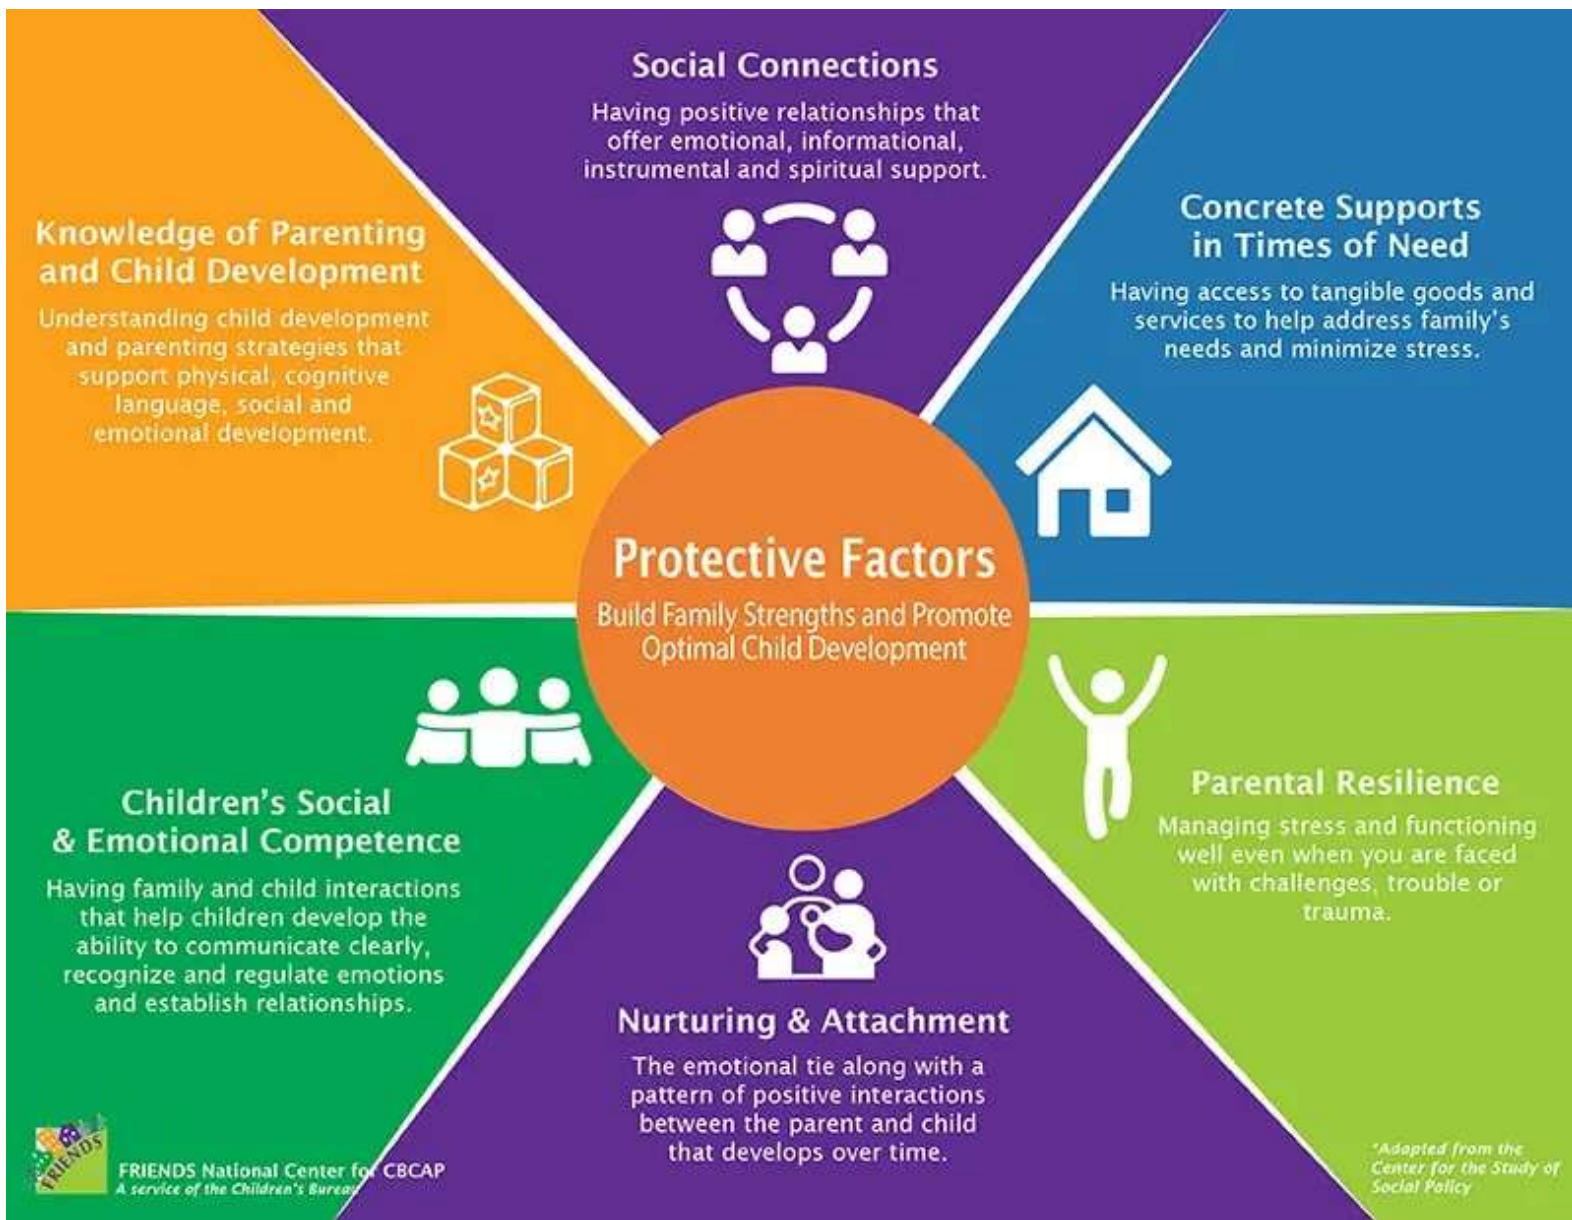 Social Connections
Having positive relationships that
offer emotional, informational,
instrumental and spiritual support.
Knowledge of Parenting
and Child Development
Understanding child development
and parenting strategies that
support physical, cognitive
language, social and
emotional development.
Concrete Supports
in Times of Need
Having access to tangible goods and
services to help address family's
needs and minimize stress.
Protective Factors
Build Family Strengths and Promote
Optimal Child Development
Children's Social
& Emotional Competence
Having family and child interactions
that help children develop the
ability to communicate clearly,
recognize and regulate emotions
and establish relationships.
Parental Resilience
Managing stress and functioning
well even when you are faced
with challenges, trouble or
trauma.
Nurturing & Attachment
The emotional tie along with a
pattern of positive interactions
between the parent and child
that develops over time.
FRIENDS
FRIENDS National Center for CBCAP
A service of the Children's Bureau
*Adapted from the
Center for the Study of
Social Policy